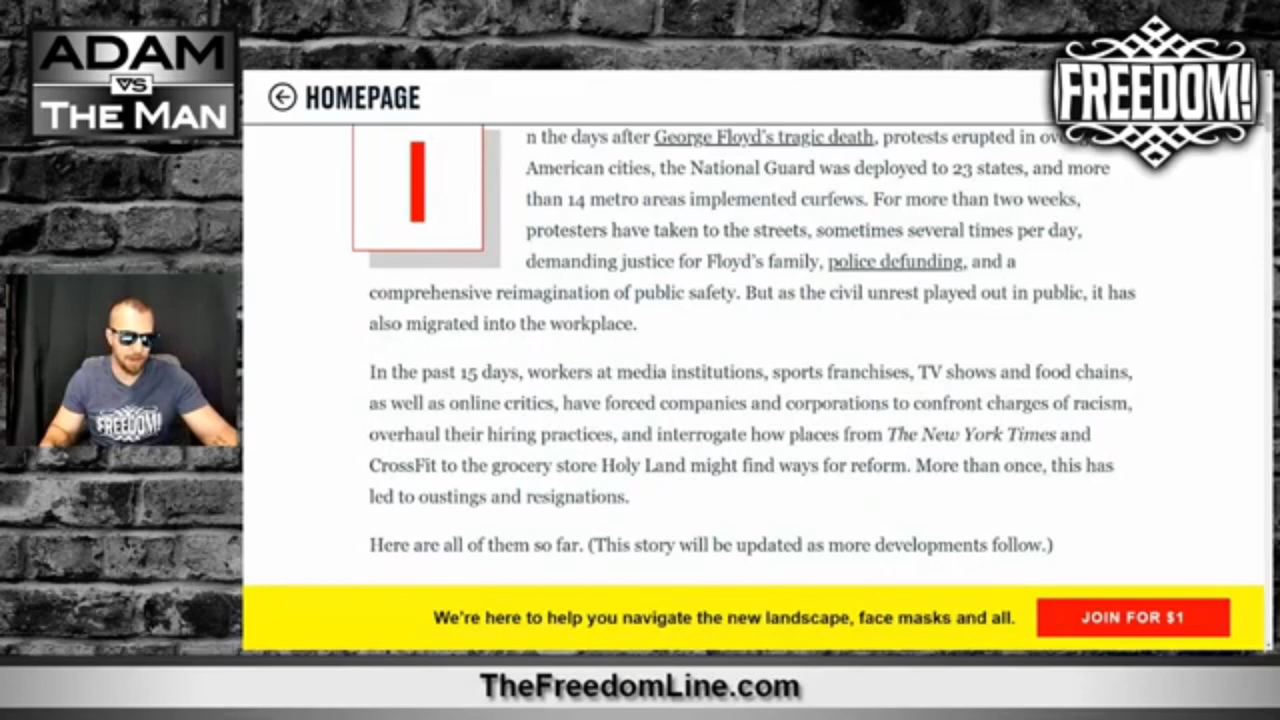 ADAM
VS
THE MAN
FREEDOM!
HOMEPAGE
I
n the days after George Floyd's tragic death, protests erupted in
American cities, the National Guard was deployed to 23 states, and more
than 14 metro areas implemented curfews. For more than two weeks,
protesters have taken to the streets, sometimes several times per day,
demanding justice for Floyd's family, police defunding, and a
comprehensive reimagination of public safety. But as the civil unrest played out in public, it has
also migrated into the workplace.
In the past 15 days, workers at media institutions, sports franchises, TV shows and food chains,
as well as online critics, have forced companies and corporations to confront charges of racism,
overhaul their hiring practices, and interrogate how places from The New York Times and
CrossFit to the grocery store Holy Land might find ways for reform. More than once, this has
led to oustings and resignations.
Here are all of them so far. (This story will be updated as more developments follow.)
FREEDOM!
We're here to help you navigate the new landscape, face masks and all.
JOIN FOR $1
TheFreedomLine.com